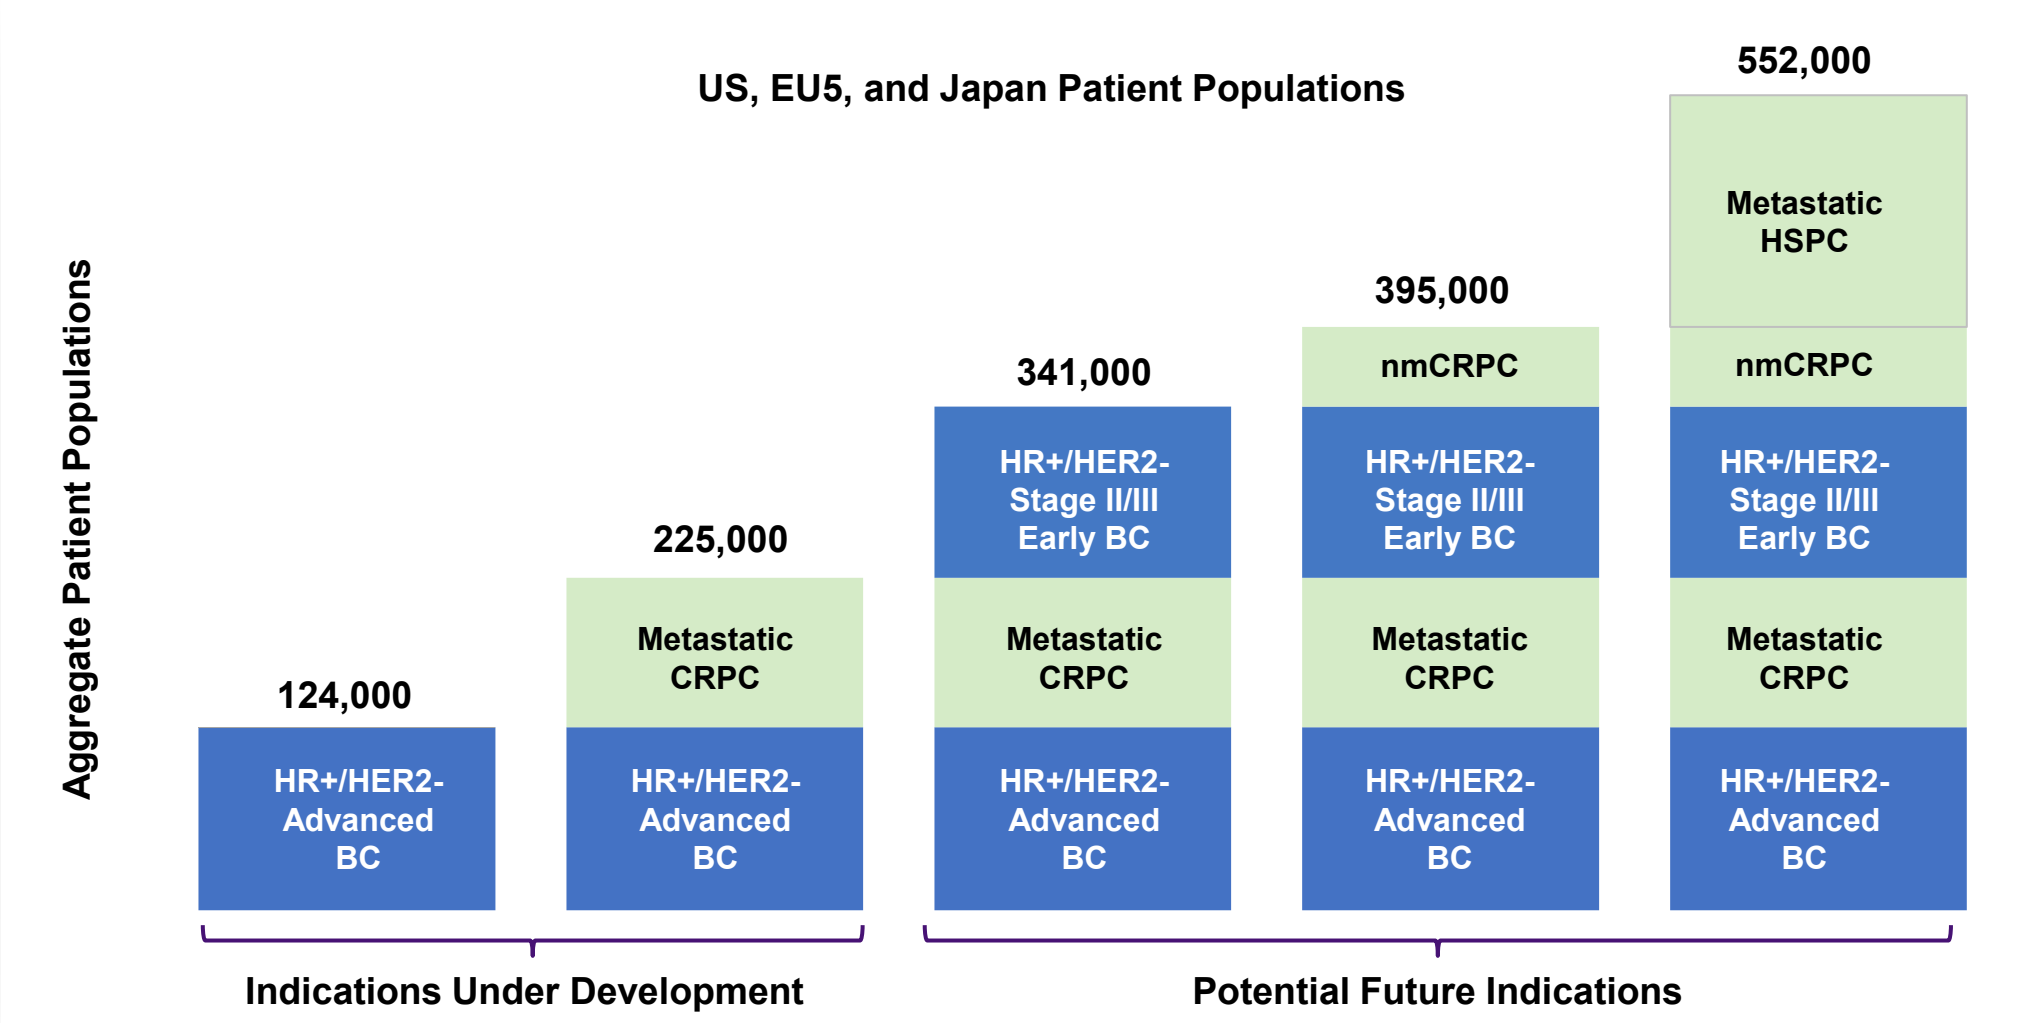 US, EU5, and Japan Patient Populations
Aggregate Patient Populations
124,000
HR+/HER2-
Advanced
BC
225,000
Metastatic
CRPC
HR+/HER2-
Advanced
BC
341,000
HR+/HER2-
Stage II/III
Early BC
Metastatic
CRPC
HR+/HER2-
Advanced
BC
395,000
nmCRPC
HR+/HER2-
Stage II/III
Early BC
Metastatic
CRPC
HR+/HER2-
Advanced
BC
552,000
Metastatic
HSPC
nmCRPC
HR+/HER2-
Stage II/III
Early BC
Metastatic
CRPC
HR+/HER2-
Advanced
BC
Indications Under Development
Potential Future Indications